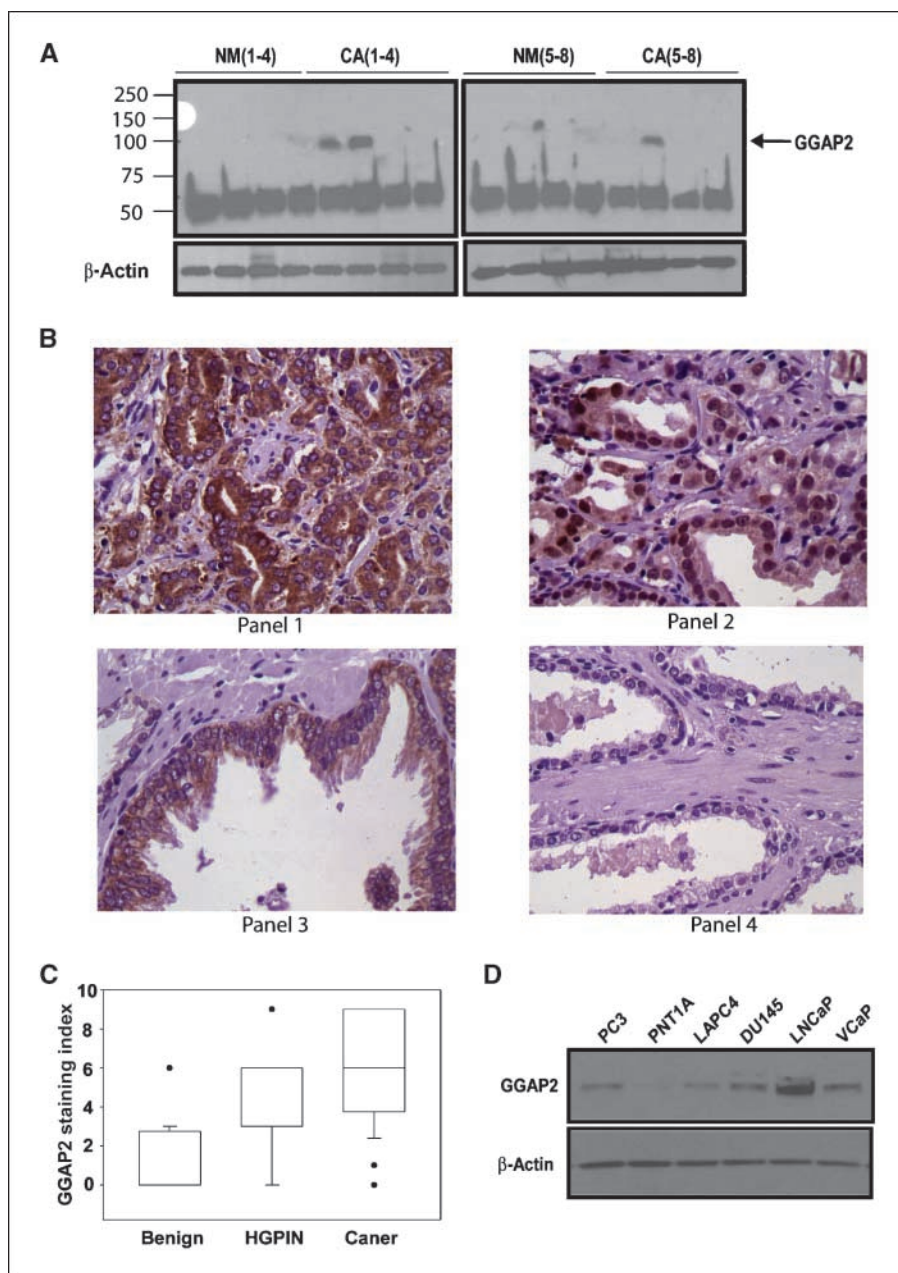 A
NM(1-4) CA(1-4) NM(5-8) CA(5-8)
250
150
100
75
50
GGAP2
β-Actin
B
Panel 1
Panel 2
Panel 3
Panel 4
C
GGAP2 staining index
10
8
6
4
2
0
Benign HGPIN Caner
D
PC3 PNT1A LAPC4 DU145 LNCaP VCaP
GGAP2
β-Actin